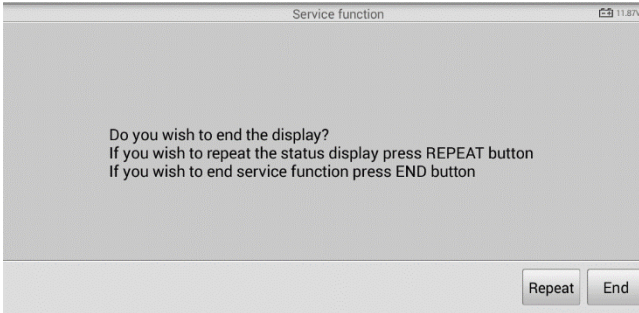 Service function
11.87V
Do you wish to end the display?
If you wish to repeat the status display press REPEAT button
If you wish to end service function press END button
Repeat
End